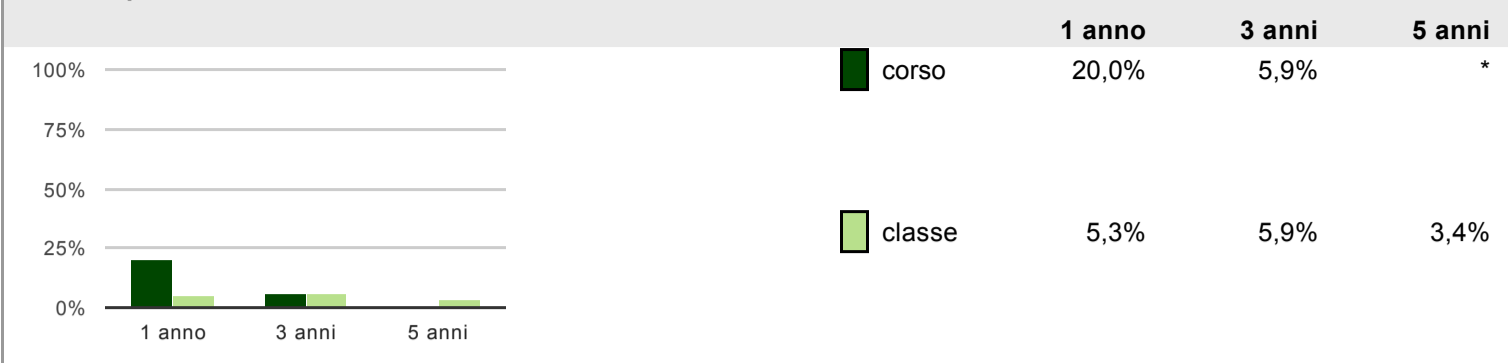 1 anno 3 anni 5 anni
100%
75%
50%
25%
0%
1 anno 3 anni 5 anni
corso 20,0% 5,9% *
classe 5,3% 5,9% 3,4%